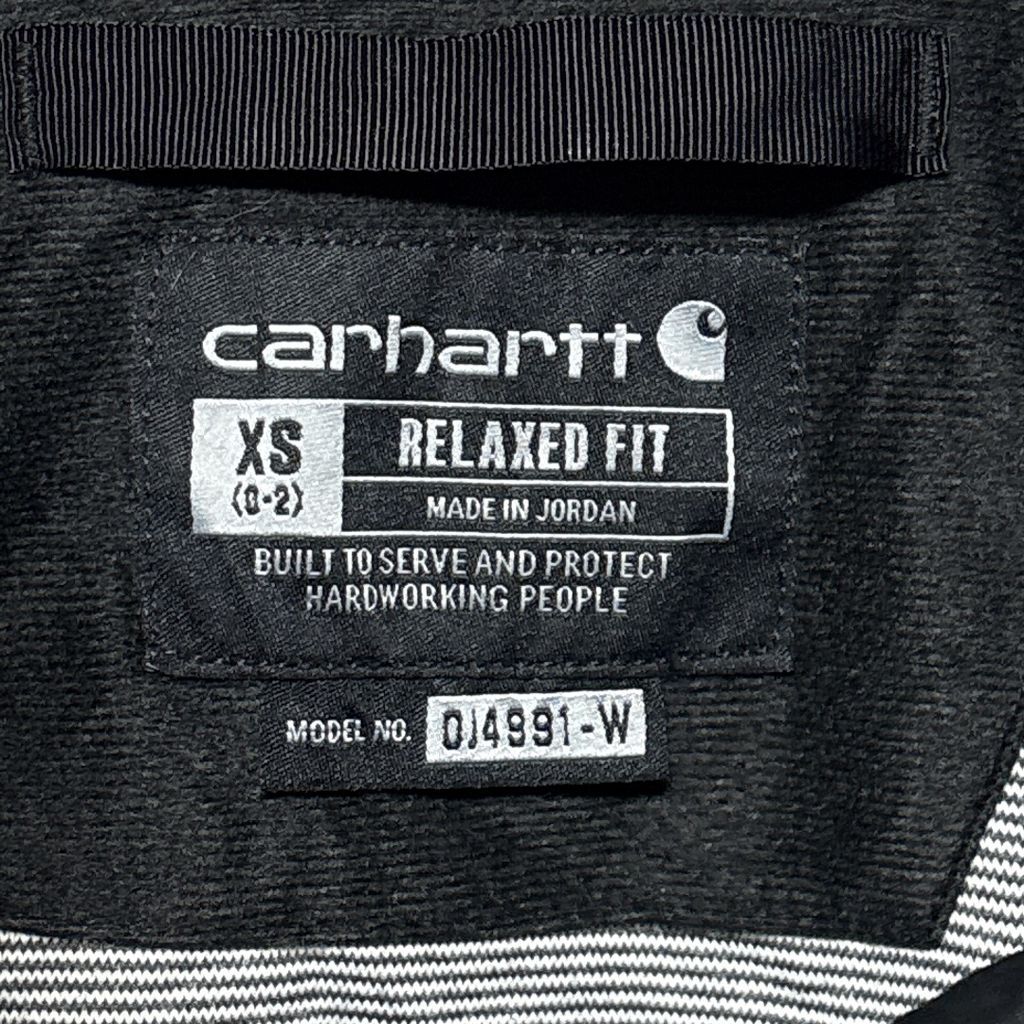 carhartt
XS
(0-2)
RELAXED FIT
MADE IN JORDAN
BUILT TO SERVE AND PROTECT
HARDWORKING PEOPLE
MODEL NO. OJ4991-W